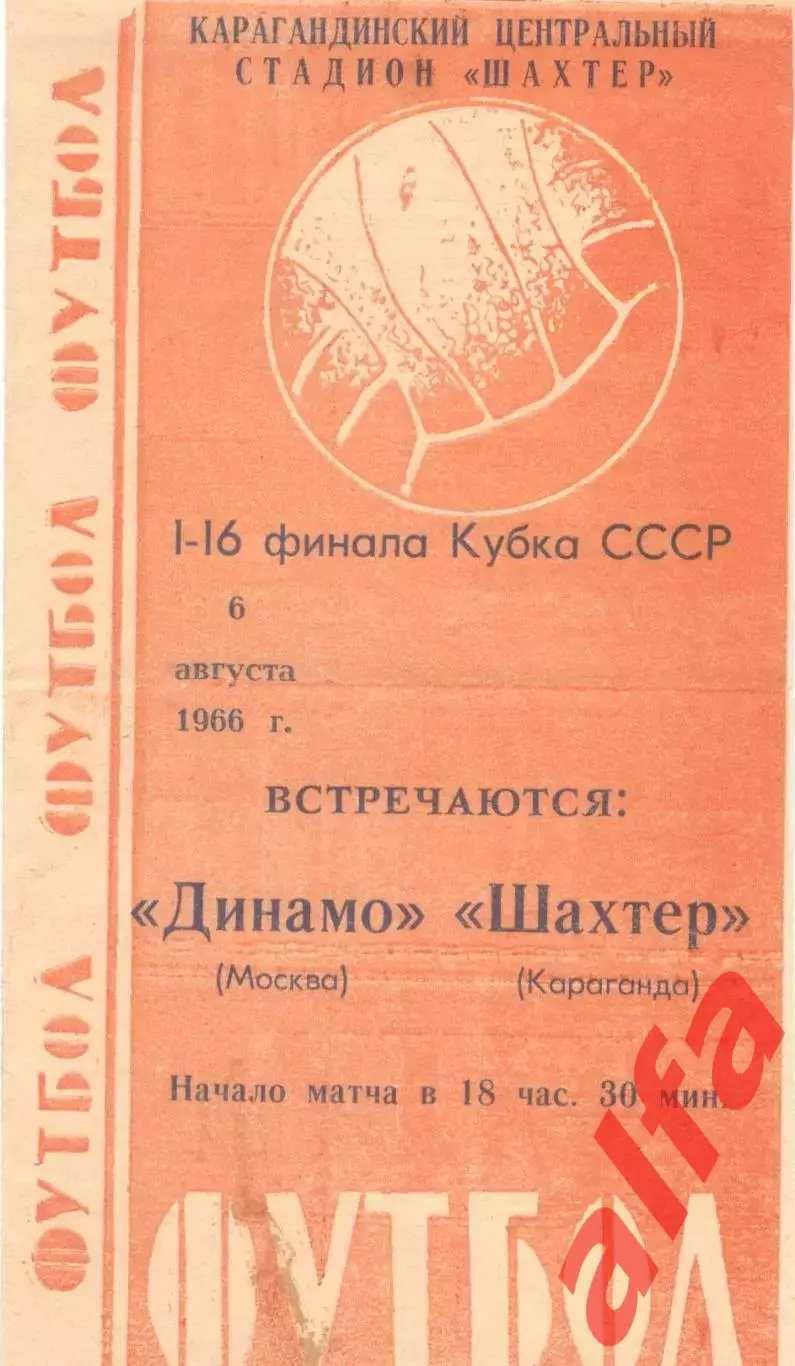 КАРАГАНДИНСКИЙ ЦЕНТРАЛЬНЫЙ
СТАДИОН «ШАХТЕР»
1-16 финала Кубка СССР
6
августа
1966 г.
ВСТРЕЧАЮТСЯ:
«Динамо» «Шахтер»
(Москва) (Караганда)
Начало матча в 18 час. 30 мин.
ФУТБОЛ
ФУТБОЛ
ФУТБОЛ
ФУТБОЛ
alfa